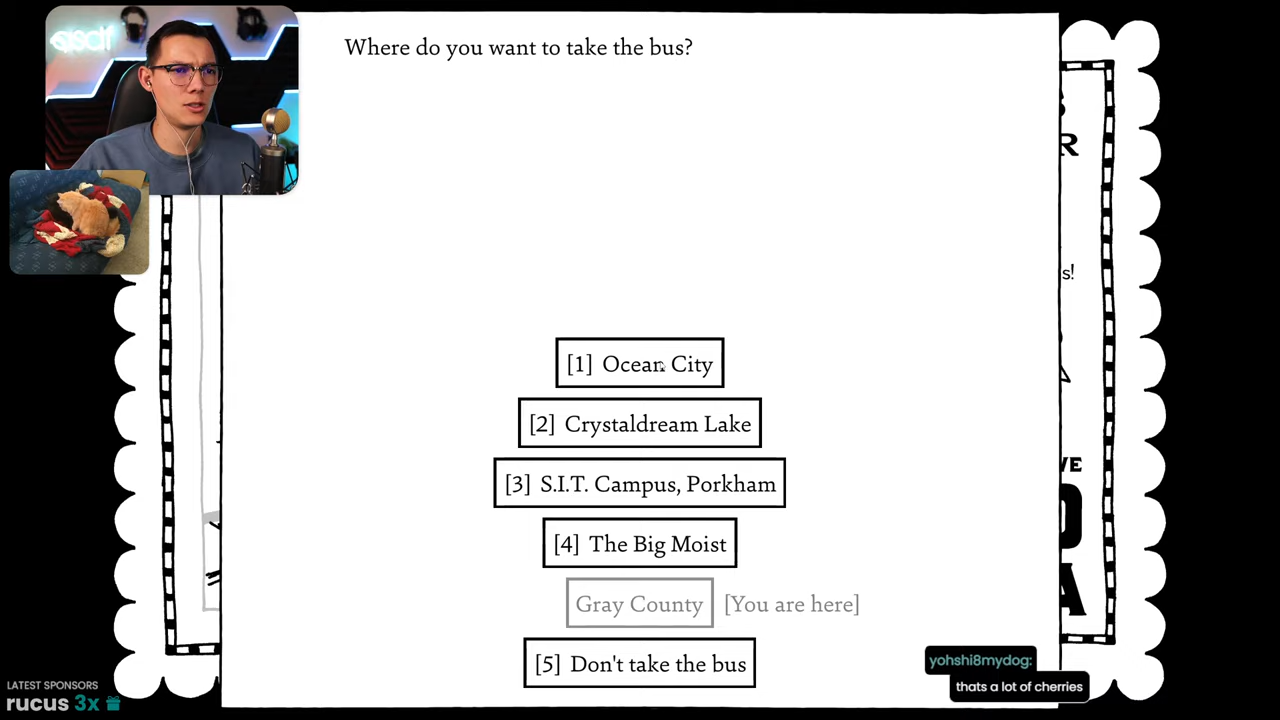 Where do you want to take the bus?
[1] Ocean City
[2] Crystaldream Lake
[3] S.I.T. Campus, Porkham
[4] The Big Moist
Gray County [You are here]
[5] Don't take the bus
yohshi8mydog:
thats a lot of cherries
LATEST SPONSORS
rucus 3x